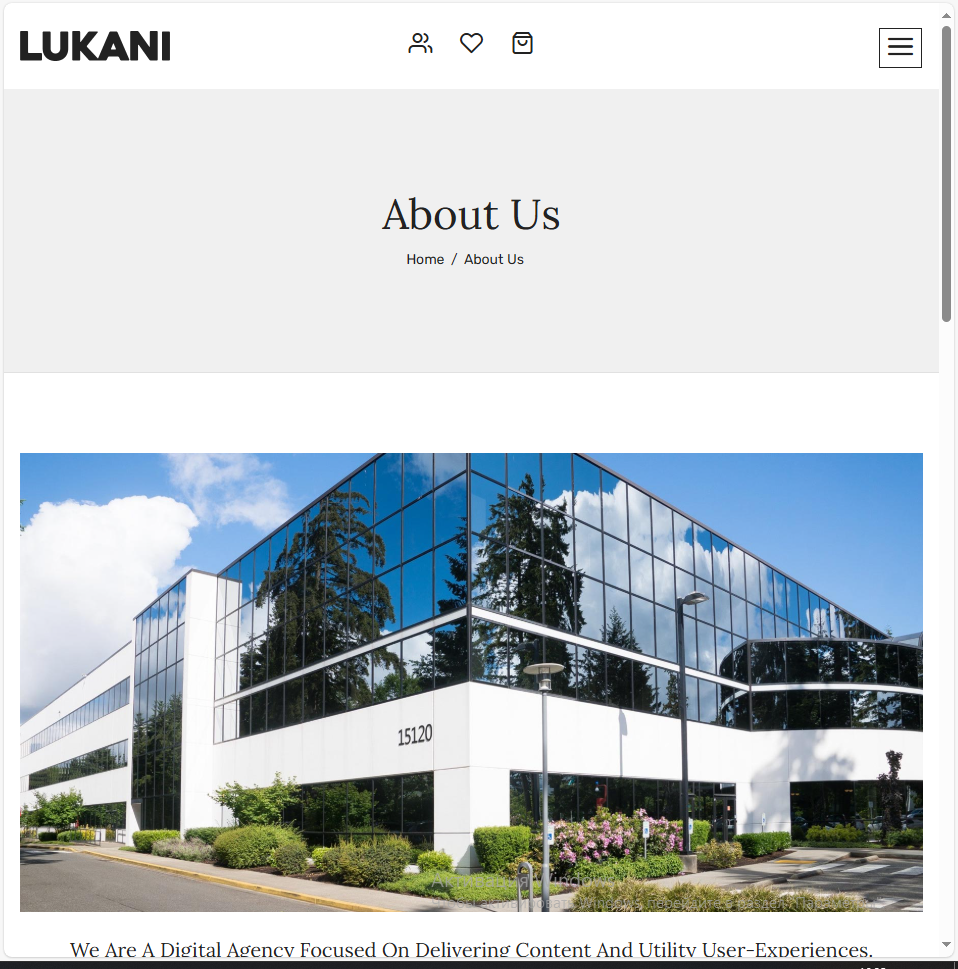 LUKANI
About Us
Home / About Us
15120
We Are A Digital Agency Focused On Delivering Content And Utility User-Experiences.